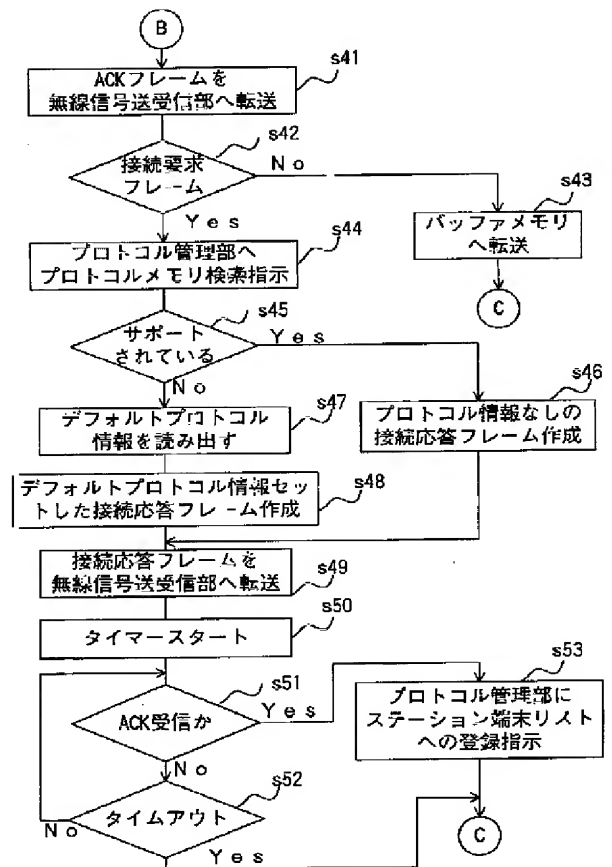 B
ACKフレームを
無線信号送受信部へ転送
s41
接続要求
フレーム
s42
No
Yes
バッファメモリ
へ転送
s43
C
プロトコル管理部へ
プロトコルメモリ検索指示
s44
サポート
されている
s45
Yes
No
プロトコル情報なしの
接続応答フレーム作成
s46
デフォルトプロトコル
情報を読み出す
s47
デフォルトプロトコル情報セッ
トした接続応答フレーム作成
s48
接続応答フレームを
無線信号送受信部へ転送
s49
タイマースタート
s50
ACK受信か
s51
Yes
No
プロトコル管理部に
ステーション端末リスト
への登録指示
s53
タイムアウト
s52
No
Yes
C